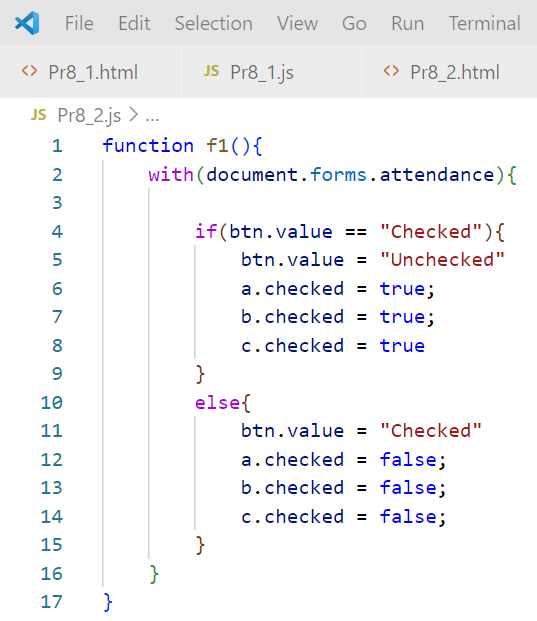 File Edit Selection View Go Run Terminal
<> Pr8_1.html JS Pr8_1.js <> Pr8_2.html
JS Pr8_2.js > ...
1 function f1(){
2     with(document.forms.attendance){
3
4         if(btn.value == "Checked"){
5             btn.value = "Unchecked"
6             a.checked = true;
7             b.checked = true;
8             c.checked = true
9         }
10         else{
11             btn.value = "Checked"
12             a.checked = false;
13             b.checked = false;
14             c.checked = false;
15         }
16     }
17 }